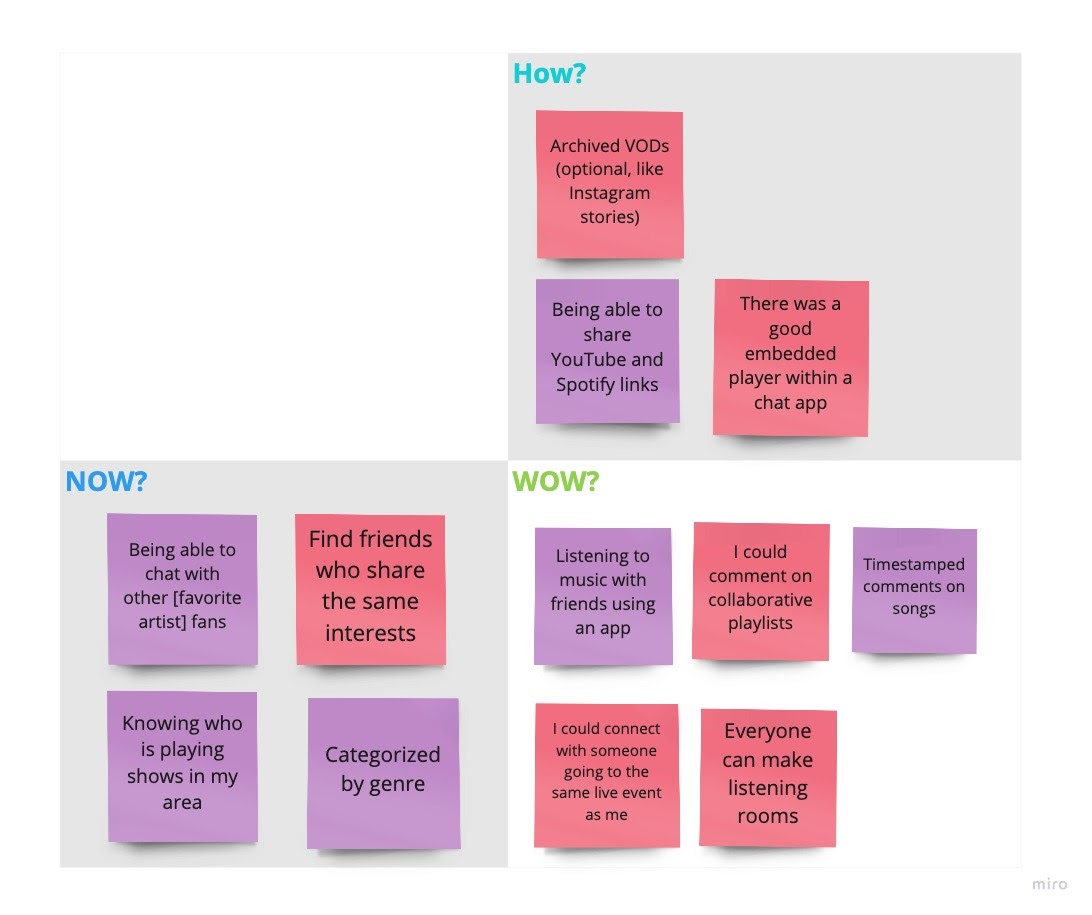 How?
Archived VODs
(optional, like
Instagram
stories)
Being able to
share
YouTube and
Spotify links
There was a
good
embedded
player within a
chat app
NOW?
Being able to
chat with
other [favorite
artist] fans
Find friends
who share
the same
interests
Knowing who
is playing
shows in my
area
Categorized
by genre
WOW?
Listening to
music with
friends using
an app
I could
comment on
collaborative
playlists
Timestamped
comments on
songs
I could connect
with someone
going to the
same live event
as me
Everyone
can make
listening
rooms
miro